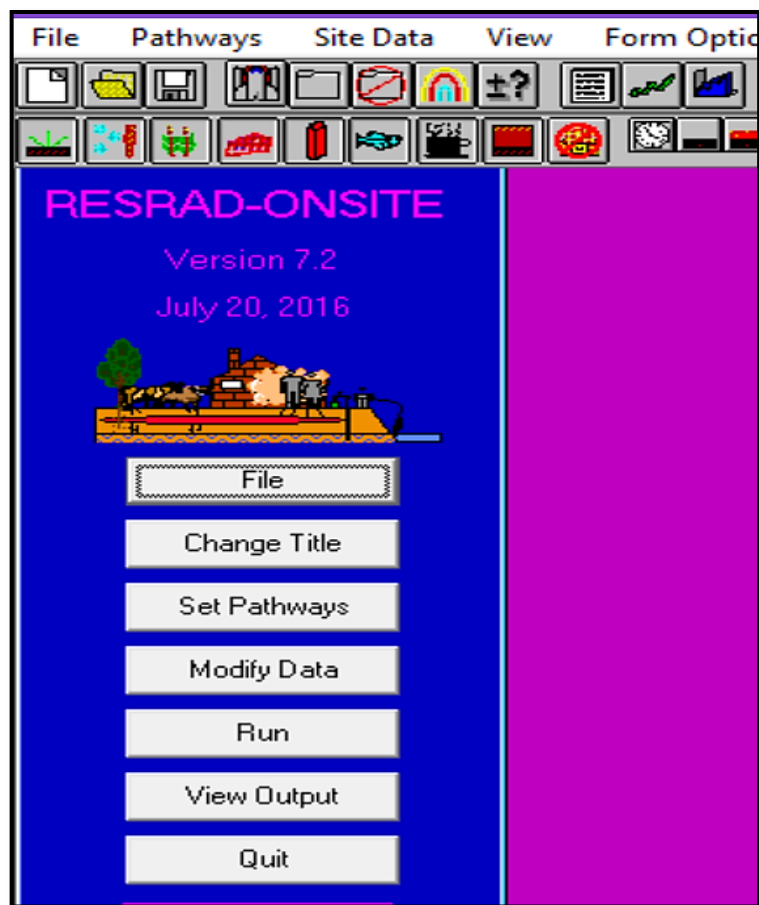 File Pathways Site Data View Form Optic
±?
RESRAD-ONSITE
Version 7.2
July 20, 2016
File
Change Title
Set Pathways
Modify Data
Run
View Output
Quit